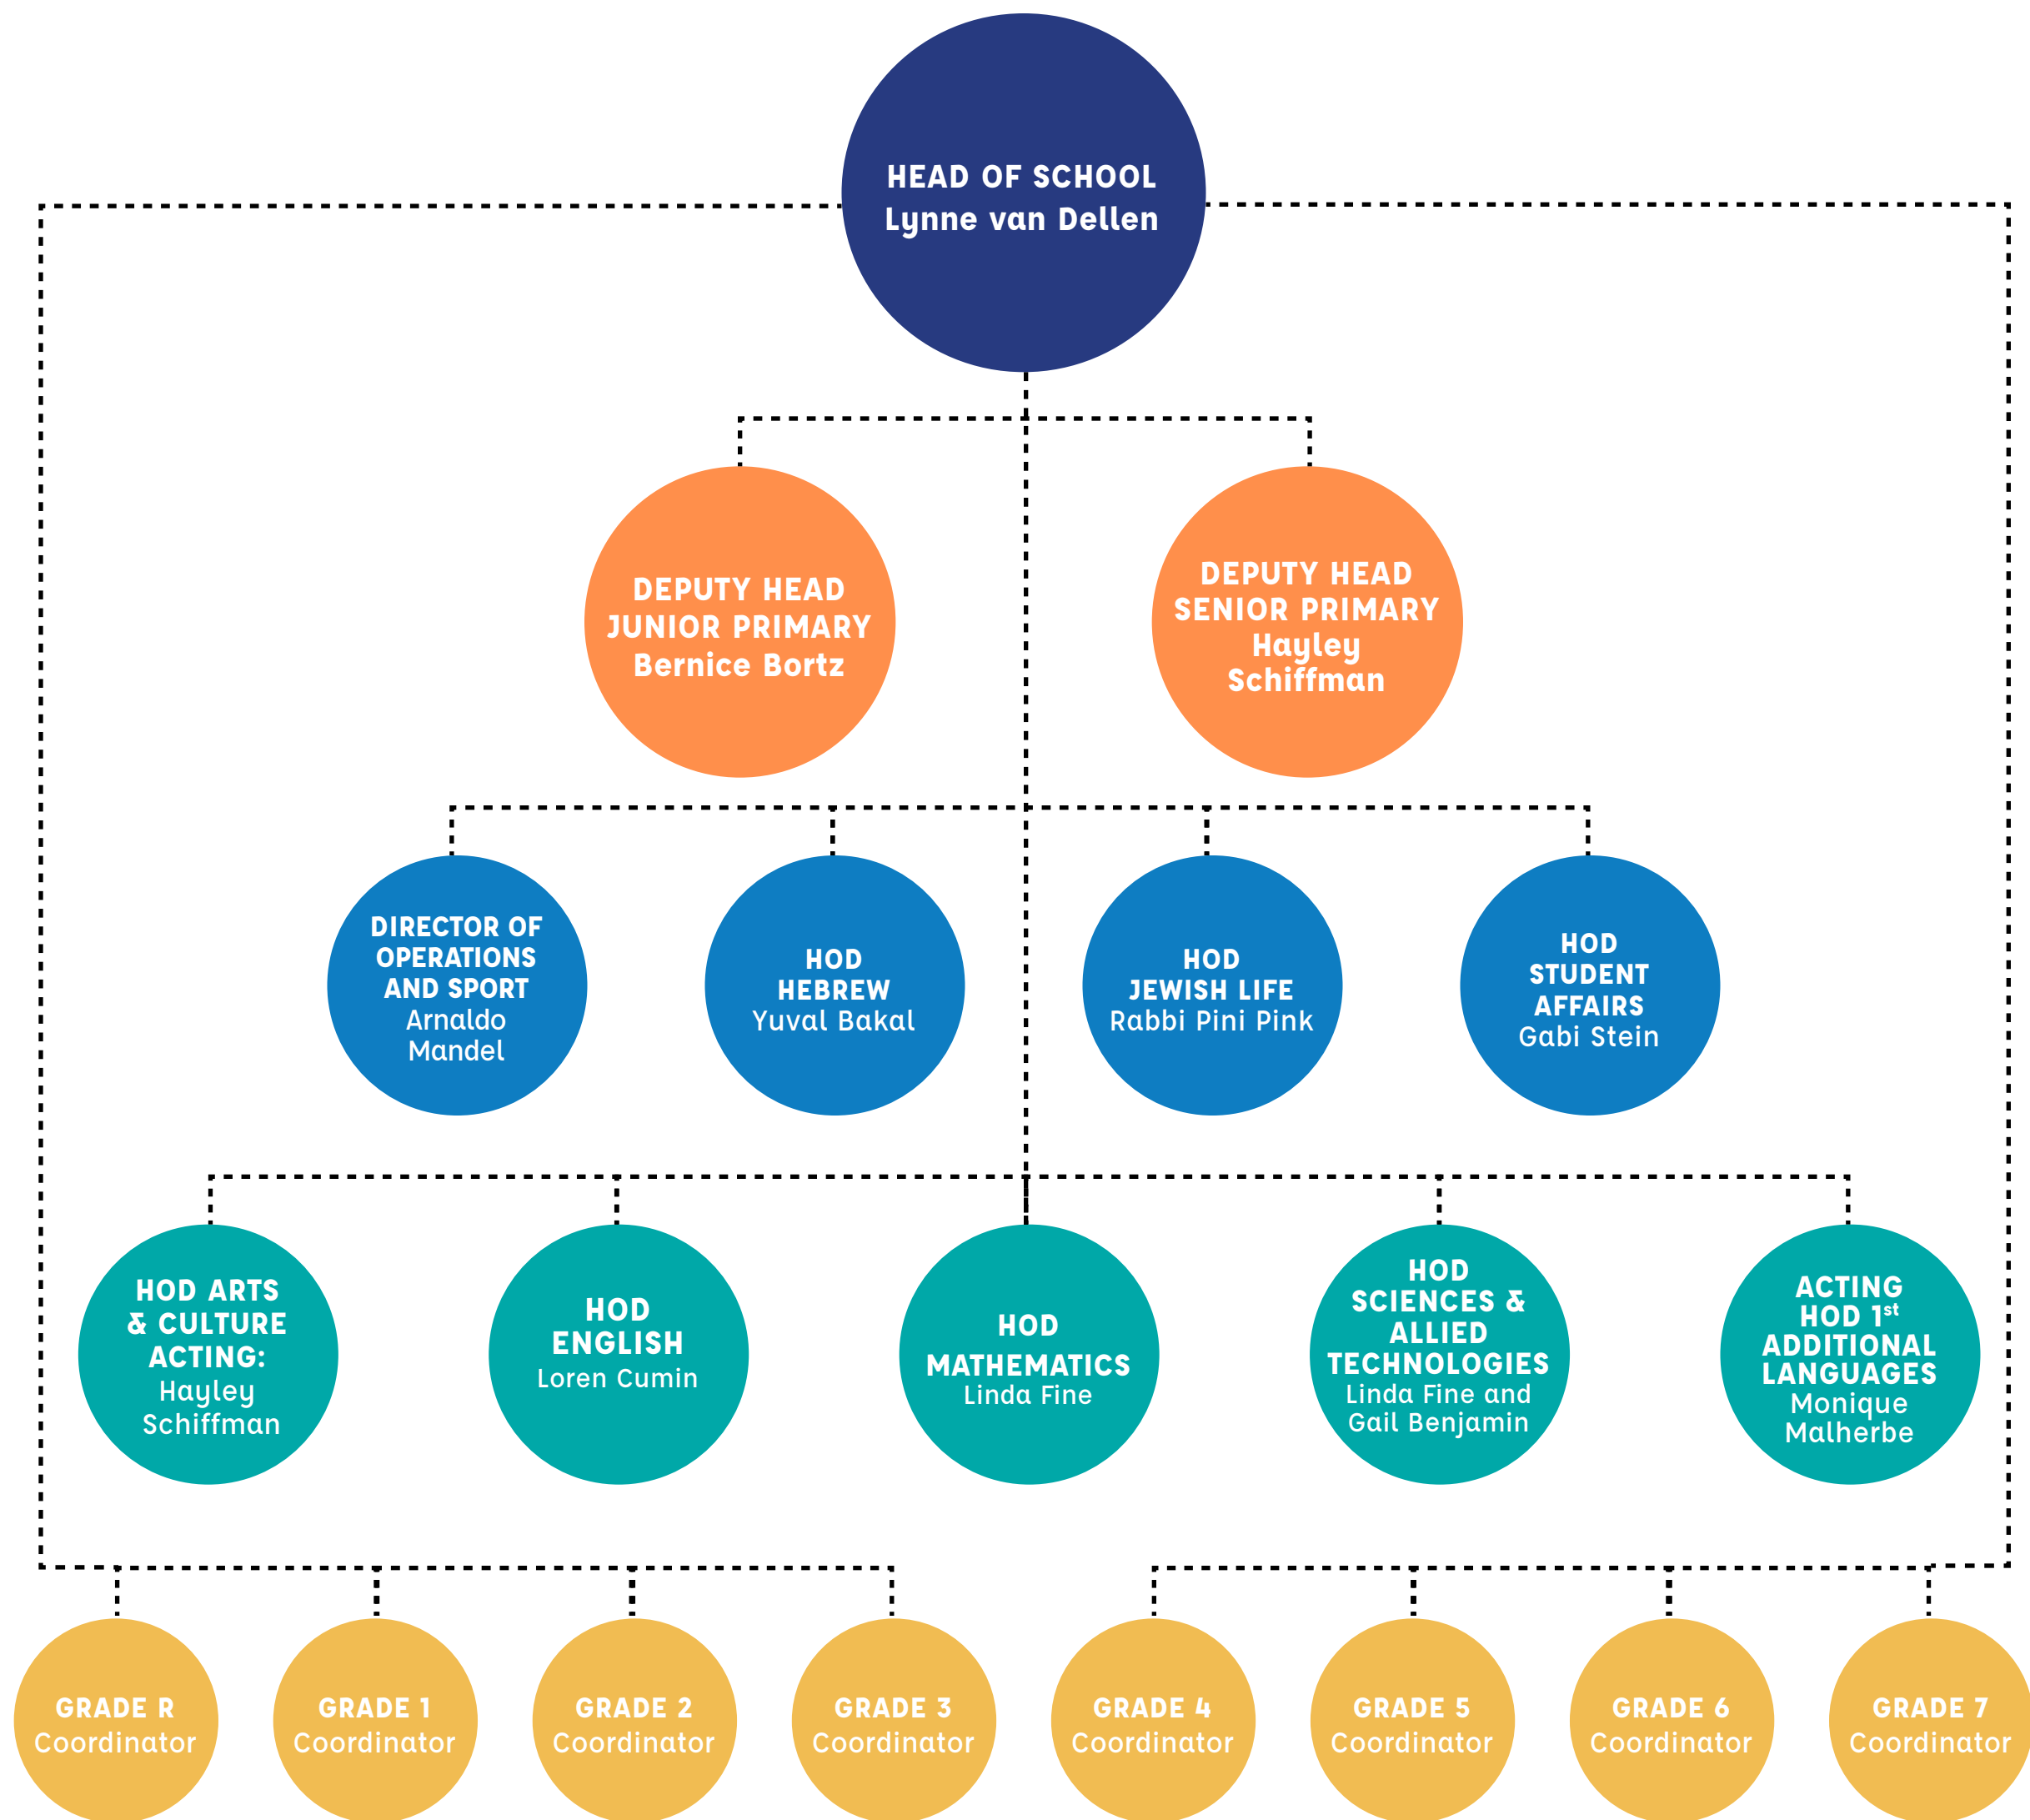 HEAD OF SCHOOL
Lynne van Dellen
DEPUTY HEAD
JUNIOR PRIMARY
Bernice Bortz
DEPUTY HEAD
SENIOR PRIMARY
Hayley
Schiffman
DIRECTOR OF
OPERATIONS
AND SPORT
Arnaldo
Mandel
HOD
HEBREW
Yuval Bakal
HOD
JEWISH LIFE
Rabbi Pini Pink
HOD
STUDENT
AFFAIRS
Gabi Stein
HOD ARTS
& CULTURE
ACTING:
Hayley
Schiffman
HOD
ENGLISH
Loren Cumin
HOD
MATHEMATICS
Linda Fine
HOD
SCIENCES &
ALLIED
TECHNOLOGIES
Linda Fine and
Gail Benjamin
ACTING
HOD 1st
ADDITIONAL
LANGUAGES
Monique
Malherbe
GRADE R
Coordinator
GRADE 1
Coordinator
GRADE 2
Coordinator
GRADE 3
Coordinator
GRADE 4
Coordinator
GRADE 5
Coordinator
GRADE 6
Coordinator
GRADE 7
Coordinator